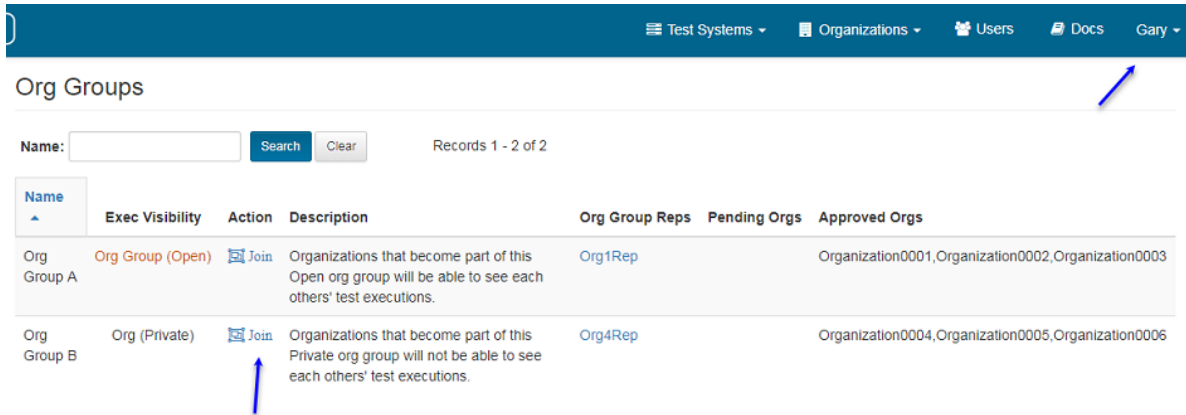 Test Systems Organizations Users Docs Gary
Org Groups
Name: Search Clear Records 1 - 2 of 2
Name Exec Visibility Action Description Org Group Reps Pending Orgs Approved Orgs
Org Group (Open) Join Organizations that become part of this Org1Rep Organization0001,Organization0002,Organization0003
Org
Group A
Open org group will be able to see each
others' test executions.
Org (Private) Join Organizations that become part of this Org4Rep Organization0004,Organization0005,Organization0006
Org
Group B
Private org group will not be able to see
each others' test executions.